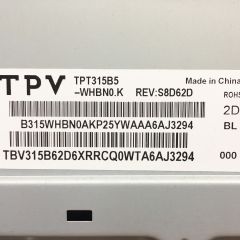 TPV TPT315B5 Made in China
-WHBN0.K REV:S8D62D ROHS
2D
B315WHBN0AKP25YWAAA6AJ3294 BL
TBV315B62D6XRRCQ0WTA6AJ3294 000